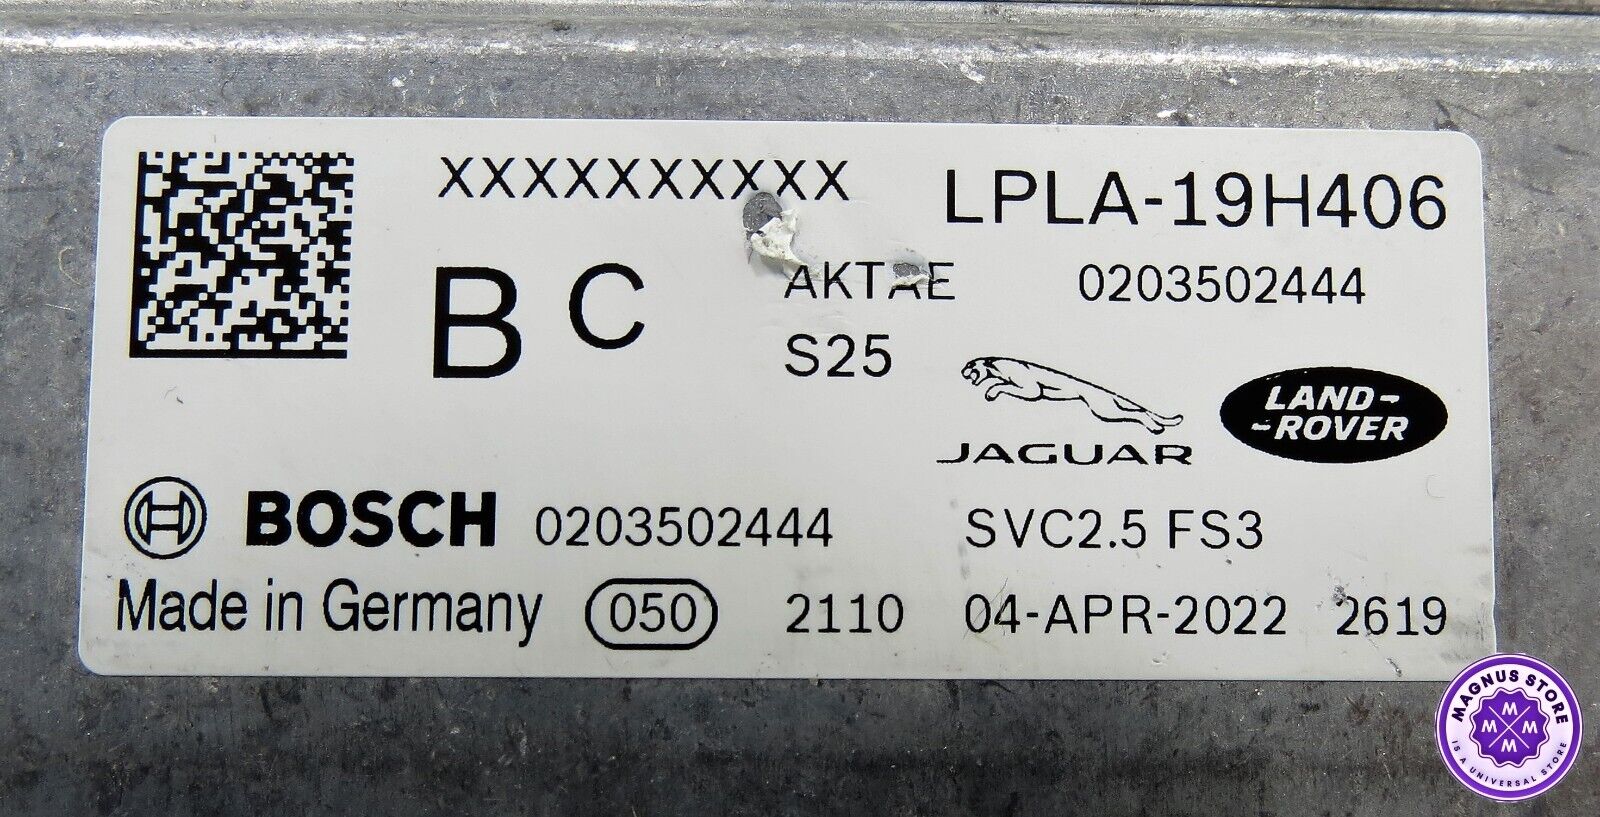 XXXXXXXXXX LPLA-19H406
B C AKTAE 0203502444
S25
JAGUAR LAND-
-ROVER
BOSCH 0203502444 SVC2.5 FS3
Made in Germany 050 2110 04-APR-2022 2619
MAGNUS STORE
M M M M
IS A UNIVERSAL STORE